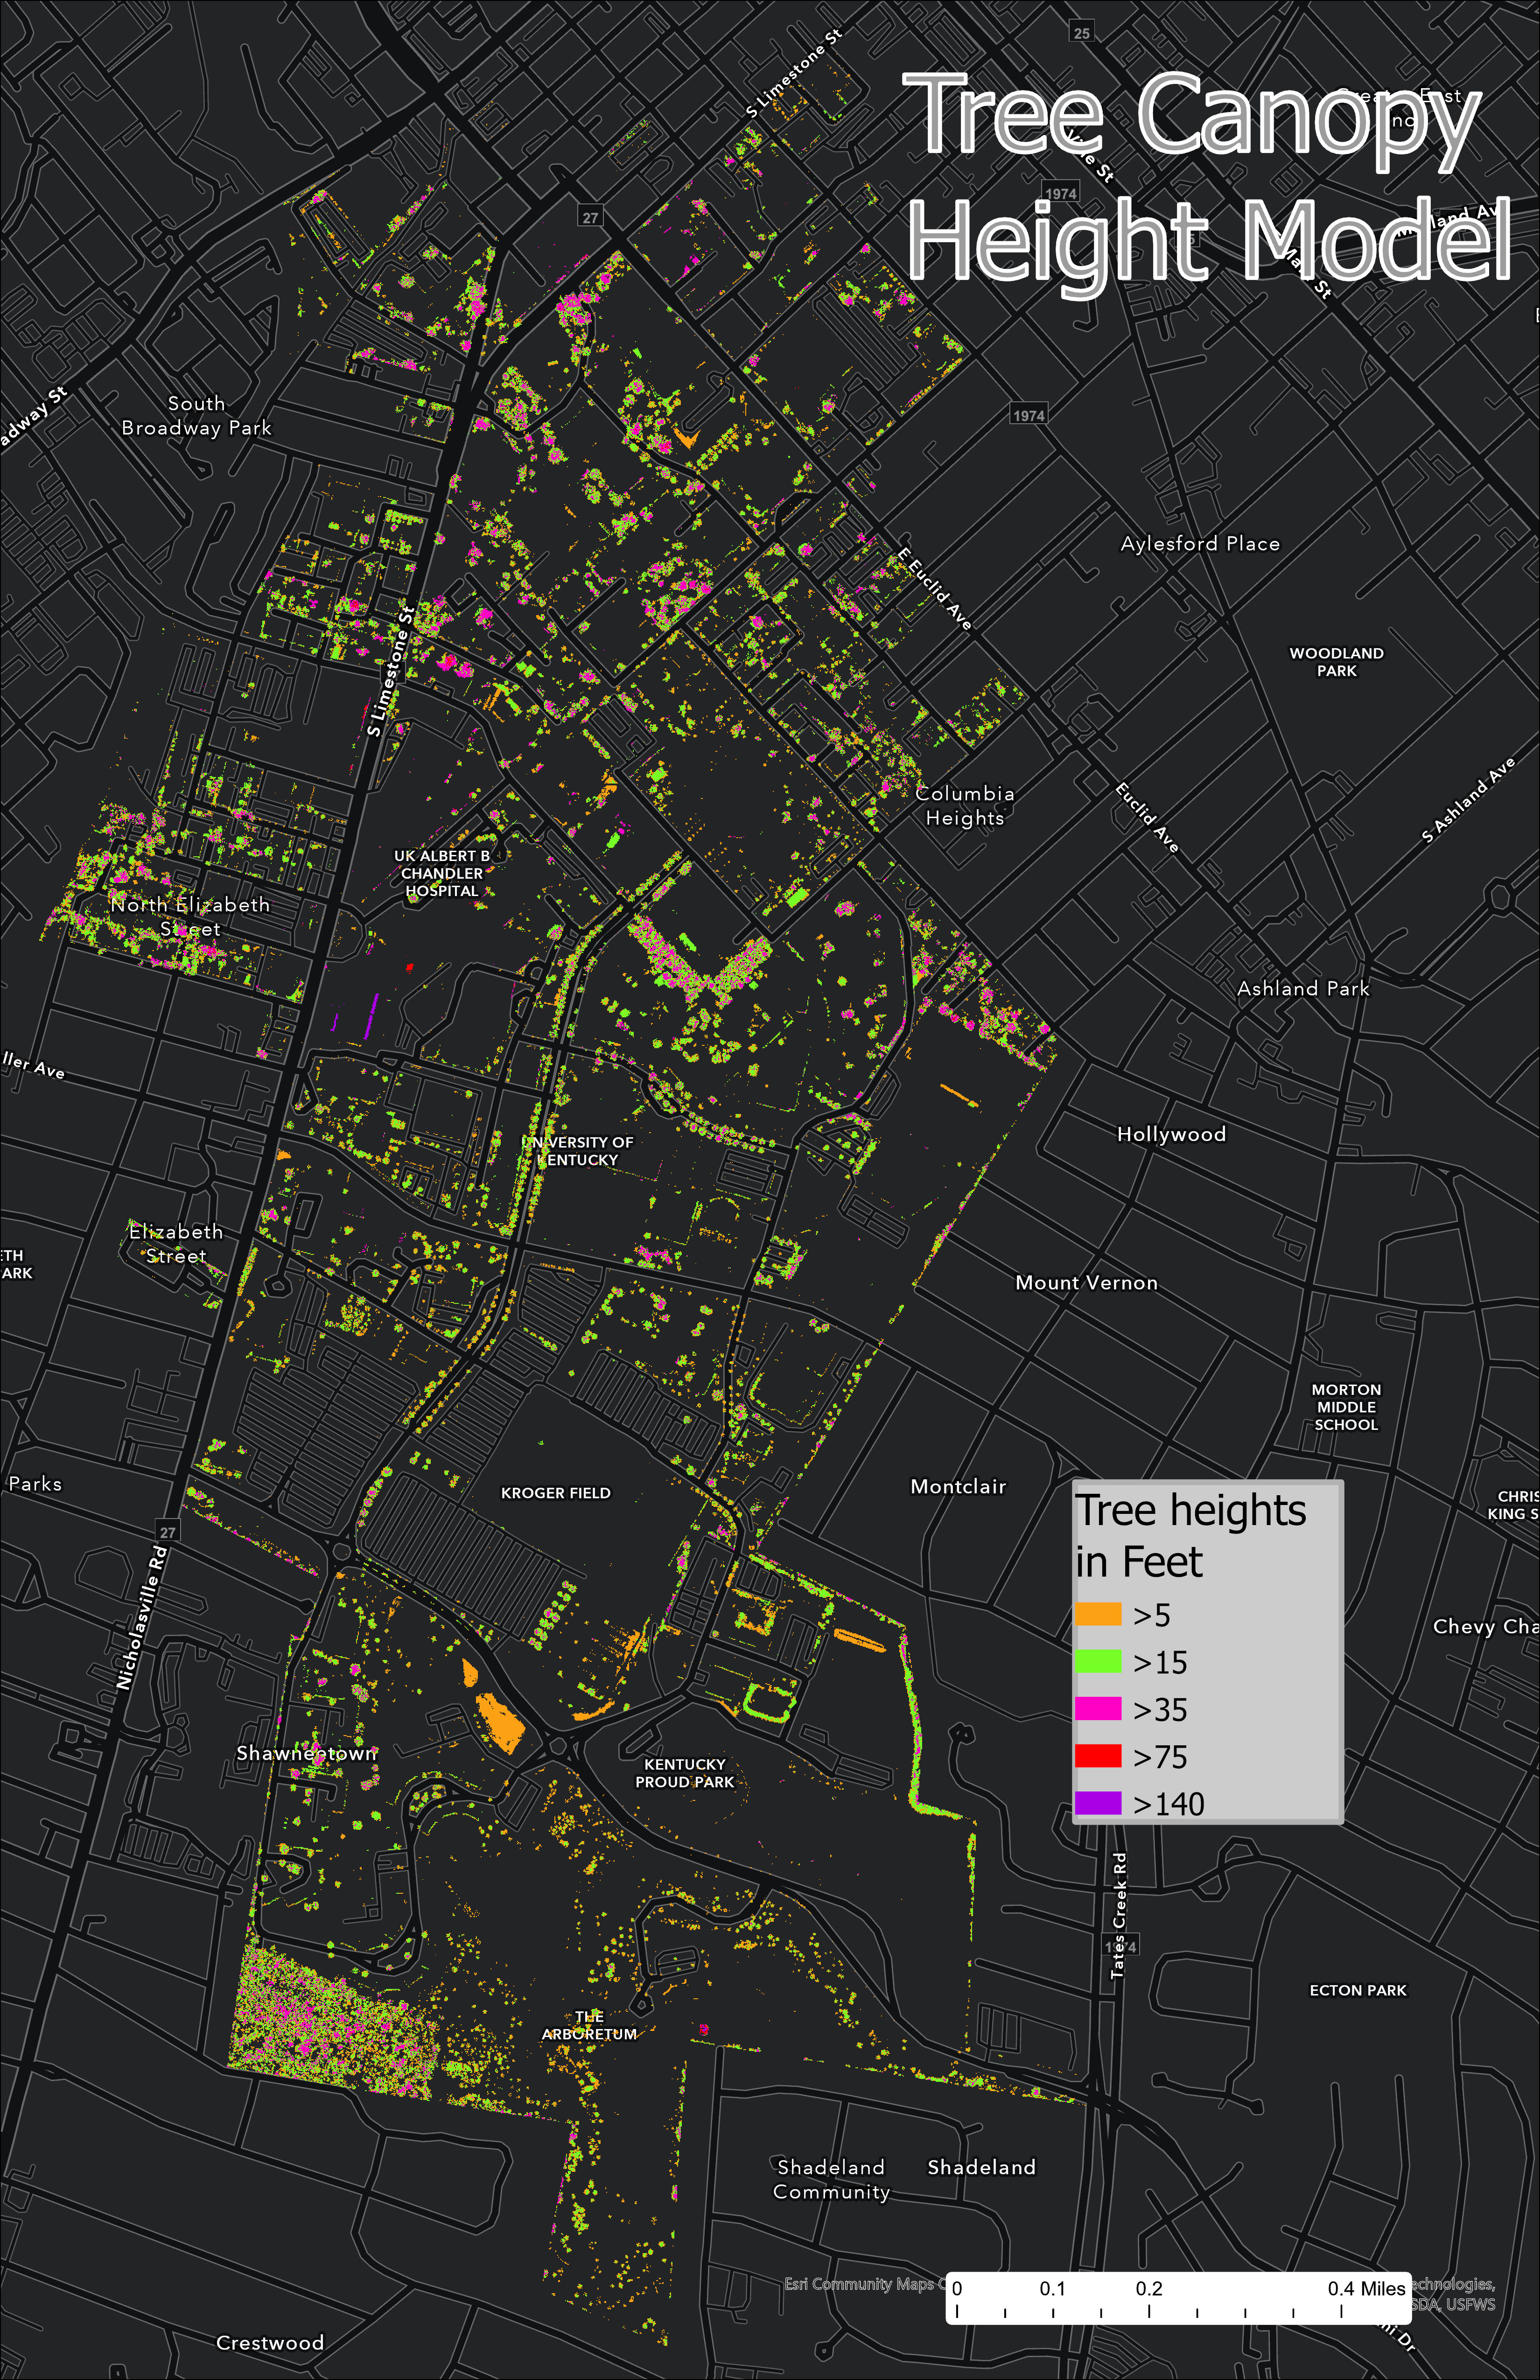 25
S Limestone St
Tree Canopy
Height Model
1974
27
Main St
adway St
South
Broadway Park
1974
Aylesford Place
E Euclid Ave
S Limestone St
WOODLAND
PARK
Columbia
Heights
Euclid Ave
S Ashland Ave
UK ALBERT B
CHANDLER
HOSPITAL
North Elizabeth
Street
Ashland Park
ller Ave
UNIVERSITY OF
KENTUCKY
Hollywood
Elizabeth
Street
ETH
ARK
Mount Vernon
MORTON
MIDDLE
SCHOOL
Parks
KROGER FIELD
Montclair
CHRIS
KING S
27
Nicholasville Rd
Tree heights
in Feet
>5
>15
>35
>75
>140
Chevy Cha
Shawneetown
KENTUCKY
PROUD PARK
Tates Creek Rd
ECTON PARK
THE
ARBORETUM
Shadeland
Community
Shadeland
Esri Community Maps C
echnologies,
SDA, USFWS
0 0.1 0.2 0.4 Miles
Crestwood